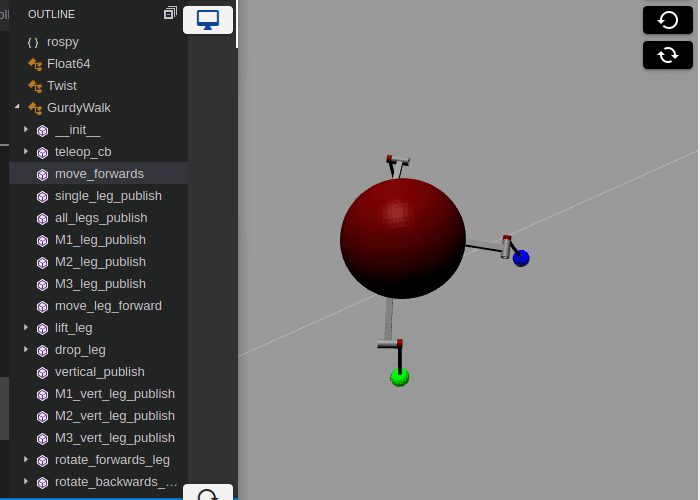 OUTLINE
rospy
Float64
Twist
GurdyWalk
__init__
teleop_cb
move_forwards
single_leg_publish
all_legs_publish
M1_leg_publish
M2_leg_publish
M3_leg_publish
move_leg_forward
lift_leg
drop_leg
vertical_publish
M1_vert_leg_publish
M2_vert_leg_publish
M3_vert_leg_publish
rotate_forwards_leg
rotate_backwards_...